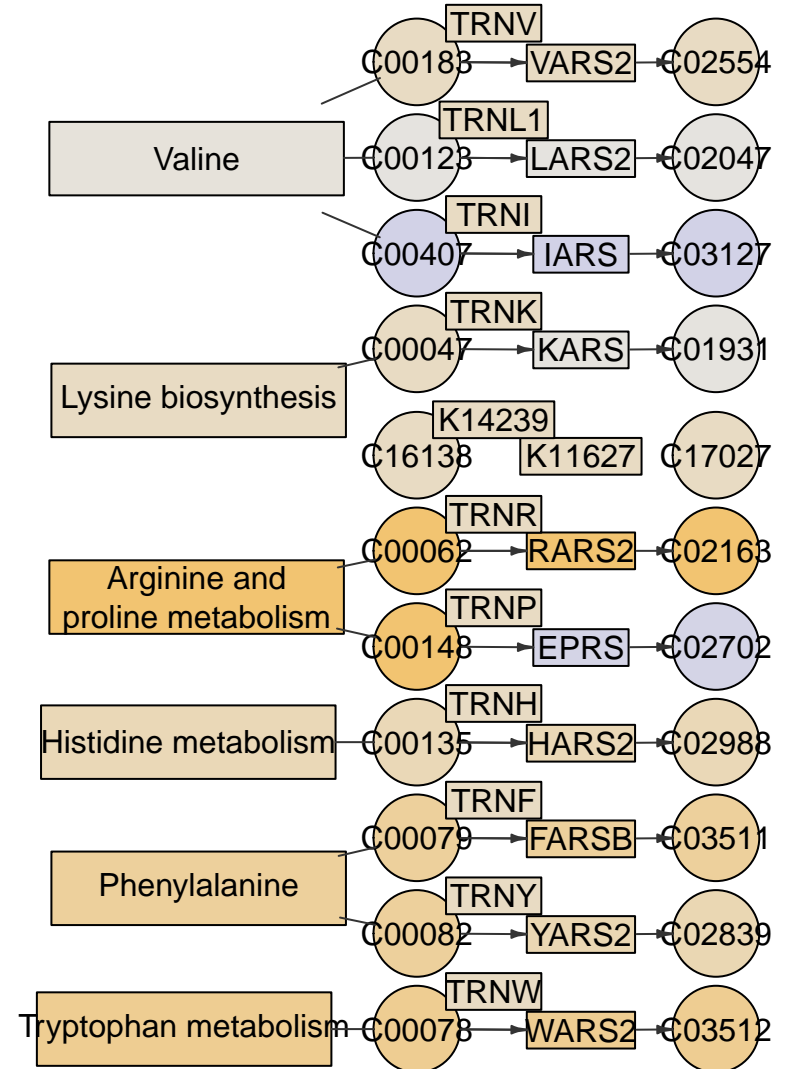 TRNV
C00183
VARS2
C02554
TRNL1
Valine
C00123
LARS2
C02047
TRNI
C00407
IARS
C03127
TRNK
C00047
KARS
C01931
Lysine biosynthesis
K14239
C16138
K11627
C17027
TRNR
C00062
RARS2
C02163
Arginine and
proline metabolism
TRNP
C00148
EPRS
C02702
TRNH
Histidine metabolism
C00135
HARS2
C02988
TRNF
C00079
FARSB
C03511
Phenylalanine
TRNY
C00082
YARS2
C02839
TRNW
Tryptophan metabolism
C00078
WARS2
C03512